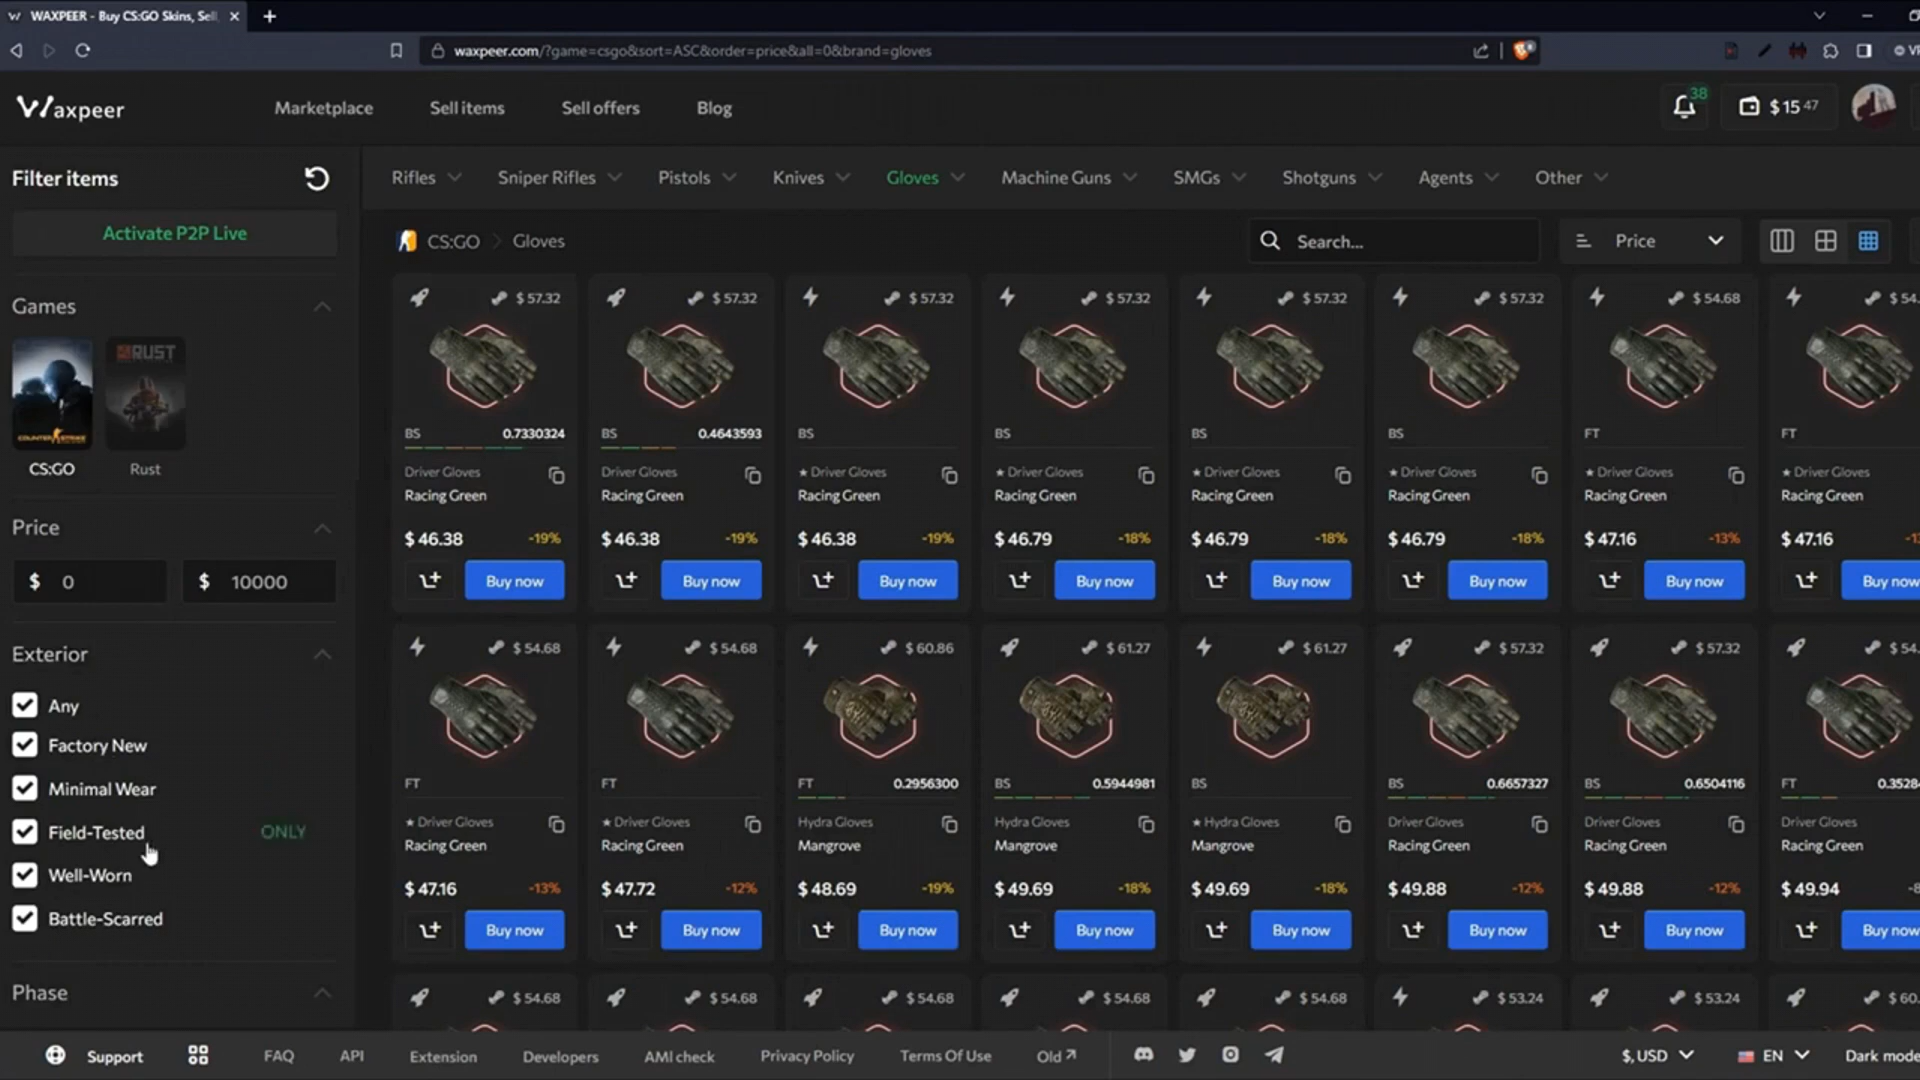 WAXPEER - Buy CS:GO Skins, Sell
waxpeer.com/?game=csgo&sort=ASC&order=price&all=0&brand=gloves
Waxpeer
Marketplace
Sell items
Sell offers
Blog
38
$ 15 47
Filter items
Activate P2P Live
Games
RUST
COUNTER STRIKE
CS:GO
Rust
Price
$ 0
$ 10000
Exterior
Any
Factory New
Minimal Wear
Field-Tested ONLY
Well-Worn
Battle-Scarred
Phase
Rifles Sniper Rifles Pistols Knives Gloves Machine Guns SMGs Shotguns Agents Other
CS:GO Gloves
Search...
Price
$ 57.32 $ 57.32 $ 57.32 $ 57.32 $ 57.32 $ 57.32 $ 54.68 $ 54.
BS 0.7330324 BS 0.4643593 BS BS BS BS FT FT
Driver Gloves Driver Gloves ★ Driver Gloves ★ Driver Gloves ★ Driver Gloves ★ Driver Gloves ★ Driver Gloves ★ Driver Gloves
Racing Green Racing Green Racing Green Racing Green Racing Green Racing Green Racing Green Racing Green
$ 46.38 -19% $ 46.38 -19% $ 46.38 -19% $ 46.79 -18% $ 46.79 -18% $ 46.79 -18% $ 47.16 -13% $ 47.16 -1
Buy now Buy now Buy now Buy now Buy now Buy now Buy now Buy now
$ 54.68 $ 54.68 $ 60.86 $ 61.27 $ 61.27 $ 57.32 $ 57.32 $ 54.
FT FT FT 0.2956300 BS 0.5944981 BS BS 0.6657327 BS 0.6504116 FT 0.3528
★ Driver Gloves ★ Driver Gloves Hydra Gloves Hydra Gloves ★ Hydra Gloves Driver Gloves Driver Gloves Driver Gloves
Racing Green Racing Green Mangrove Mangrove Mangrove Racing Green Racing Green Racing Green
$ 47.16 -13% $ 47.72 -12% $ 48.69 -19% $ 49.69 -18% $ 49.69 -18% $ 49.88 -12% $ 49.88 -12% $ 49.94 -8
Buy now Buy now Buy now Buy now Buy now Buy now Buy now Buy now
$ 54.68 $ 54.68 $ 54.68 $ 54.68 $ 54.68 $ 53.24 $ 53.24 $ 60.
Support FAQ API Extension Developers AMI check Privacy Policy Terms Of Use Old $, USD EN Dark mode